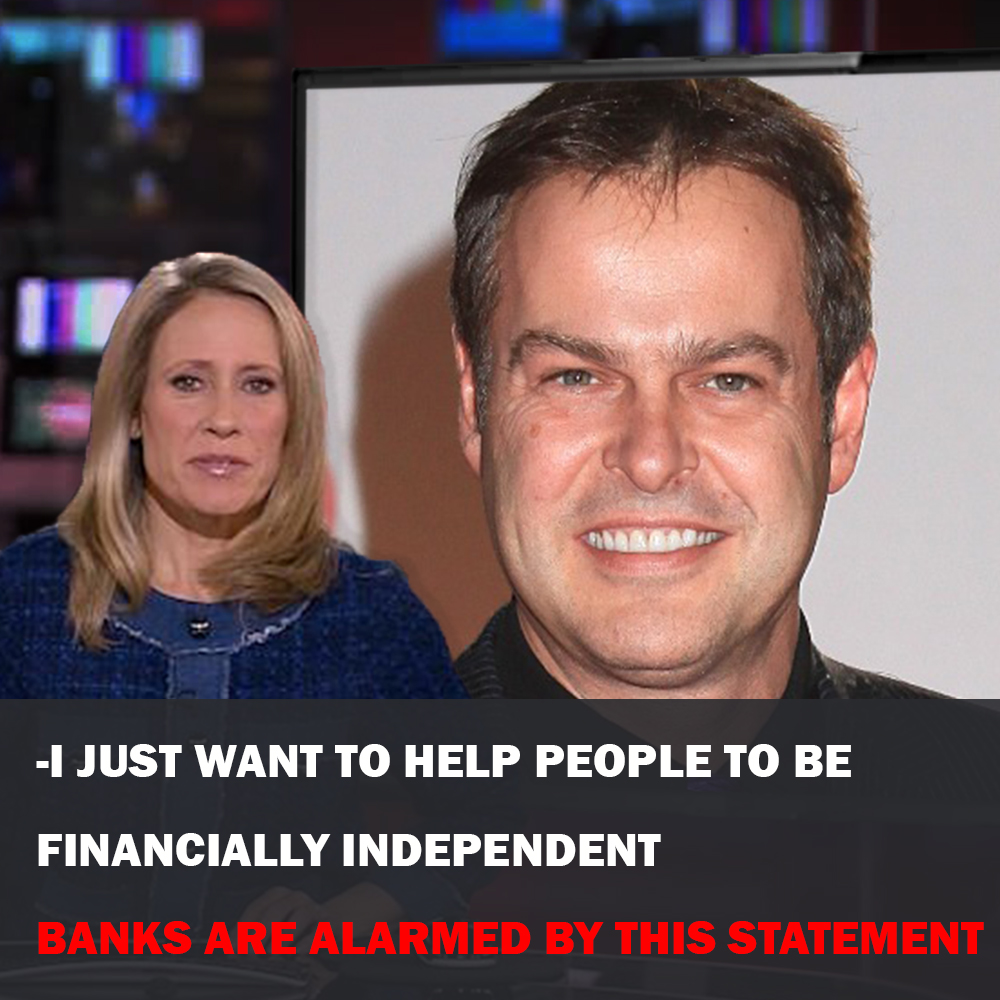 -I JUST WANT TO HELP PEOPLE TO BE
FINANCIALLY INDEPENDENT
BANKS ARE ALARMED BY THIS STATEMENT